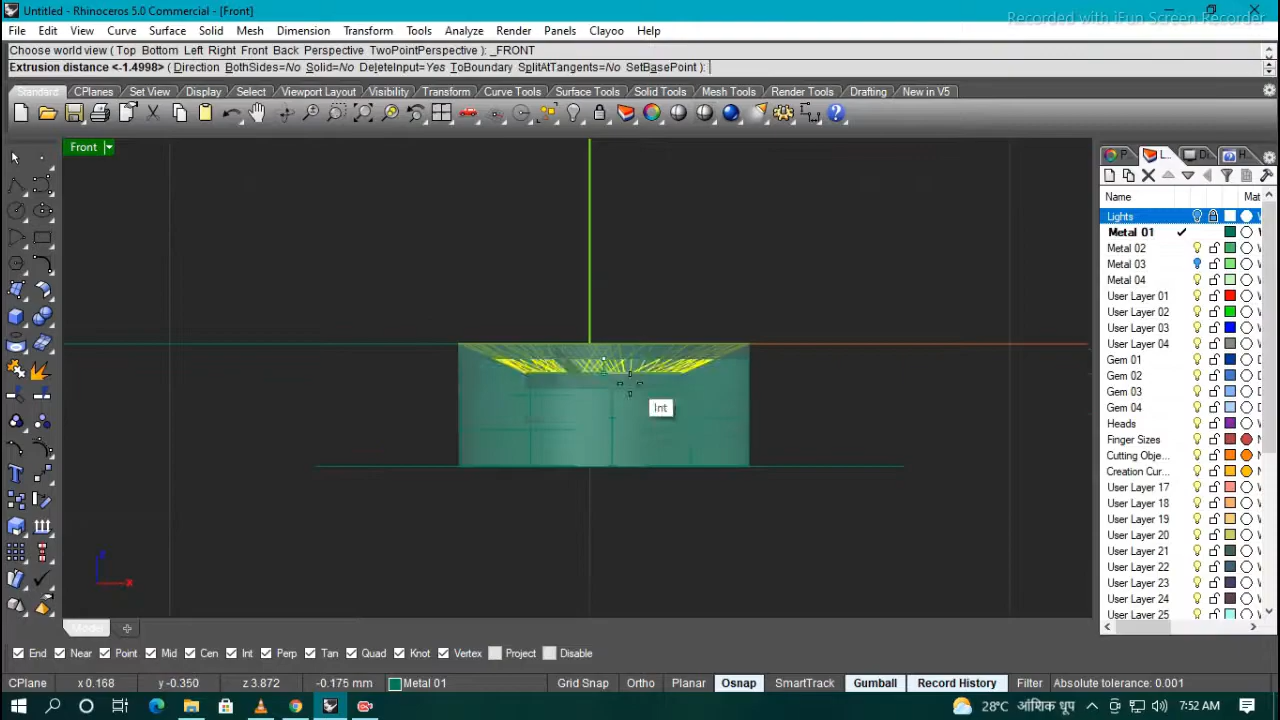 Untitled - Rhinoceros 5.0 Commercial - [Front]
Recorded with iFun Screen Recorder
File Edit View Curve Surface Solid Mesh Dimension Transform Tools Analyze Render Panels Clayoo Help
Choose world view ( Top Bottom Left Right Front Back Perspective TwoPointPerspective ): _FRONT
Extrusion distance <-1.4998> ( Direction BothSides=No Solid=No DeleteInput=Yes ToBoundary SplitAtTangents=No SetBasePoint ):
Standard CPlanes Set View Display Select Viewport Layout Visibility Transform Curve Tools Surface Tools Solid Tools Mesh Tools Render Tools Drafting New in V5
Front
P L... D H
Name Mat
Lights
Metal 01
Metal 02
Metal 03
Metal 04
User Layer 01
User Layer 02
User Layer 03
User Layer 04
Gem 01
Gem 02
Gem 03
Gem 04
Heads
Finger Sizes
Cutting Obje...
Creation Cur...
User Layer 17
User Layer 18
User Layer 19
User Layer 20
User Layer 21
User Layer 22
User Layer 23
User Layer 24
User Layer 25
Int
z
x
End Near Point Mid Cen Int Perp Tan Quad Knot Vertex Project Disable
CPlane x 0.168 y -0.350 z 3.872 -0.175 mm Metal 01 Grid Snap Ortho Planar Osnap SmartTrack Gumball Record History Filter Absolute tolerance: 0.001
28°C आंशिक धूप 7:52 AM